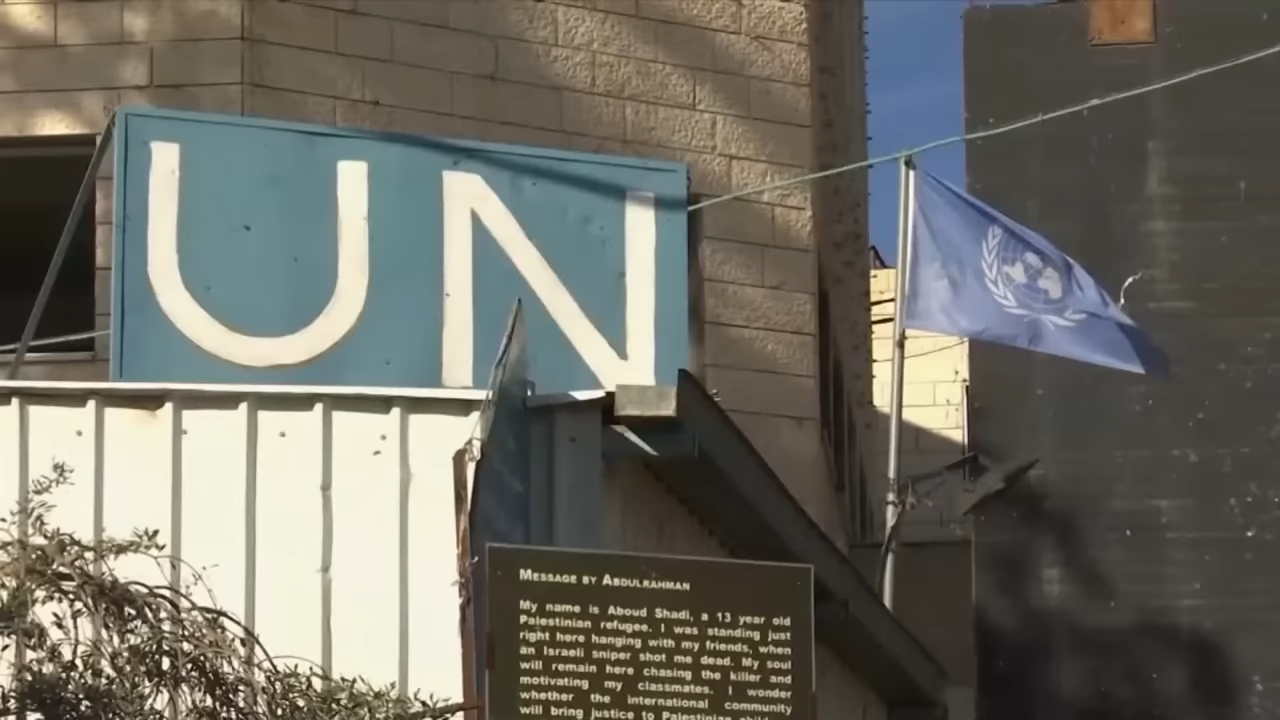 UN
MESSAGE BY ABDULRAHMAN
My name is Aboud Shadi, a 13 year old
Palestinian refugee. I was standing just
right here hanging with my friends, when
an Israeli sniper shot me dead. My soul
will remain here chasing the killer and
motivating my classmates. I wonder
whether the international community
will bring justice to Palestinian